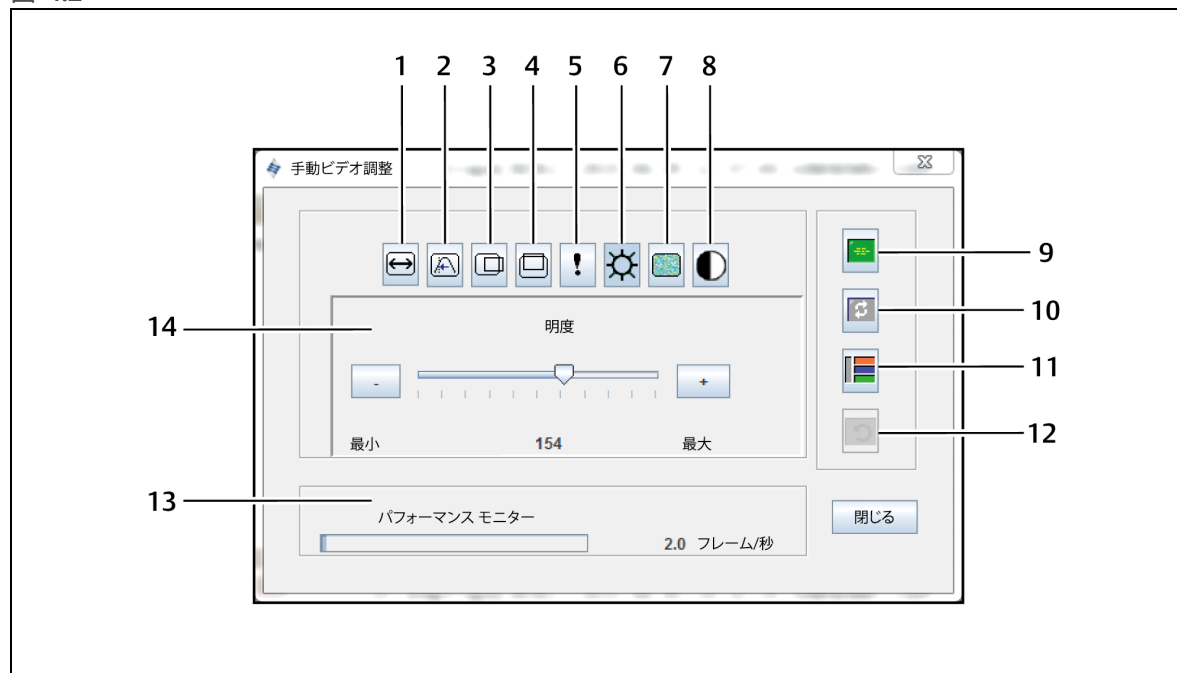 1 2 3 4 5 6 7 8
手動ビデオ調整
9
10
11
12
14
明度
- +
最小 154 最大
13
パフォーマンス モニター
2.0 フレーム/秒
閉じる